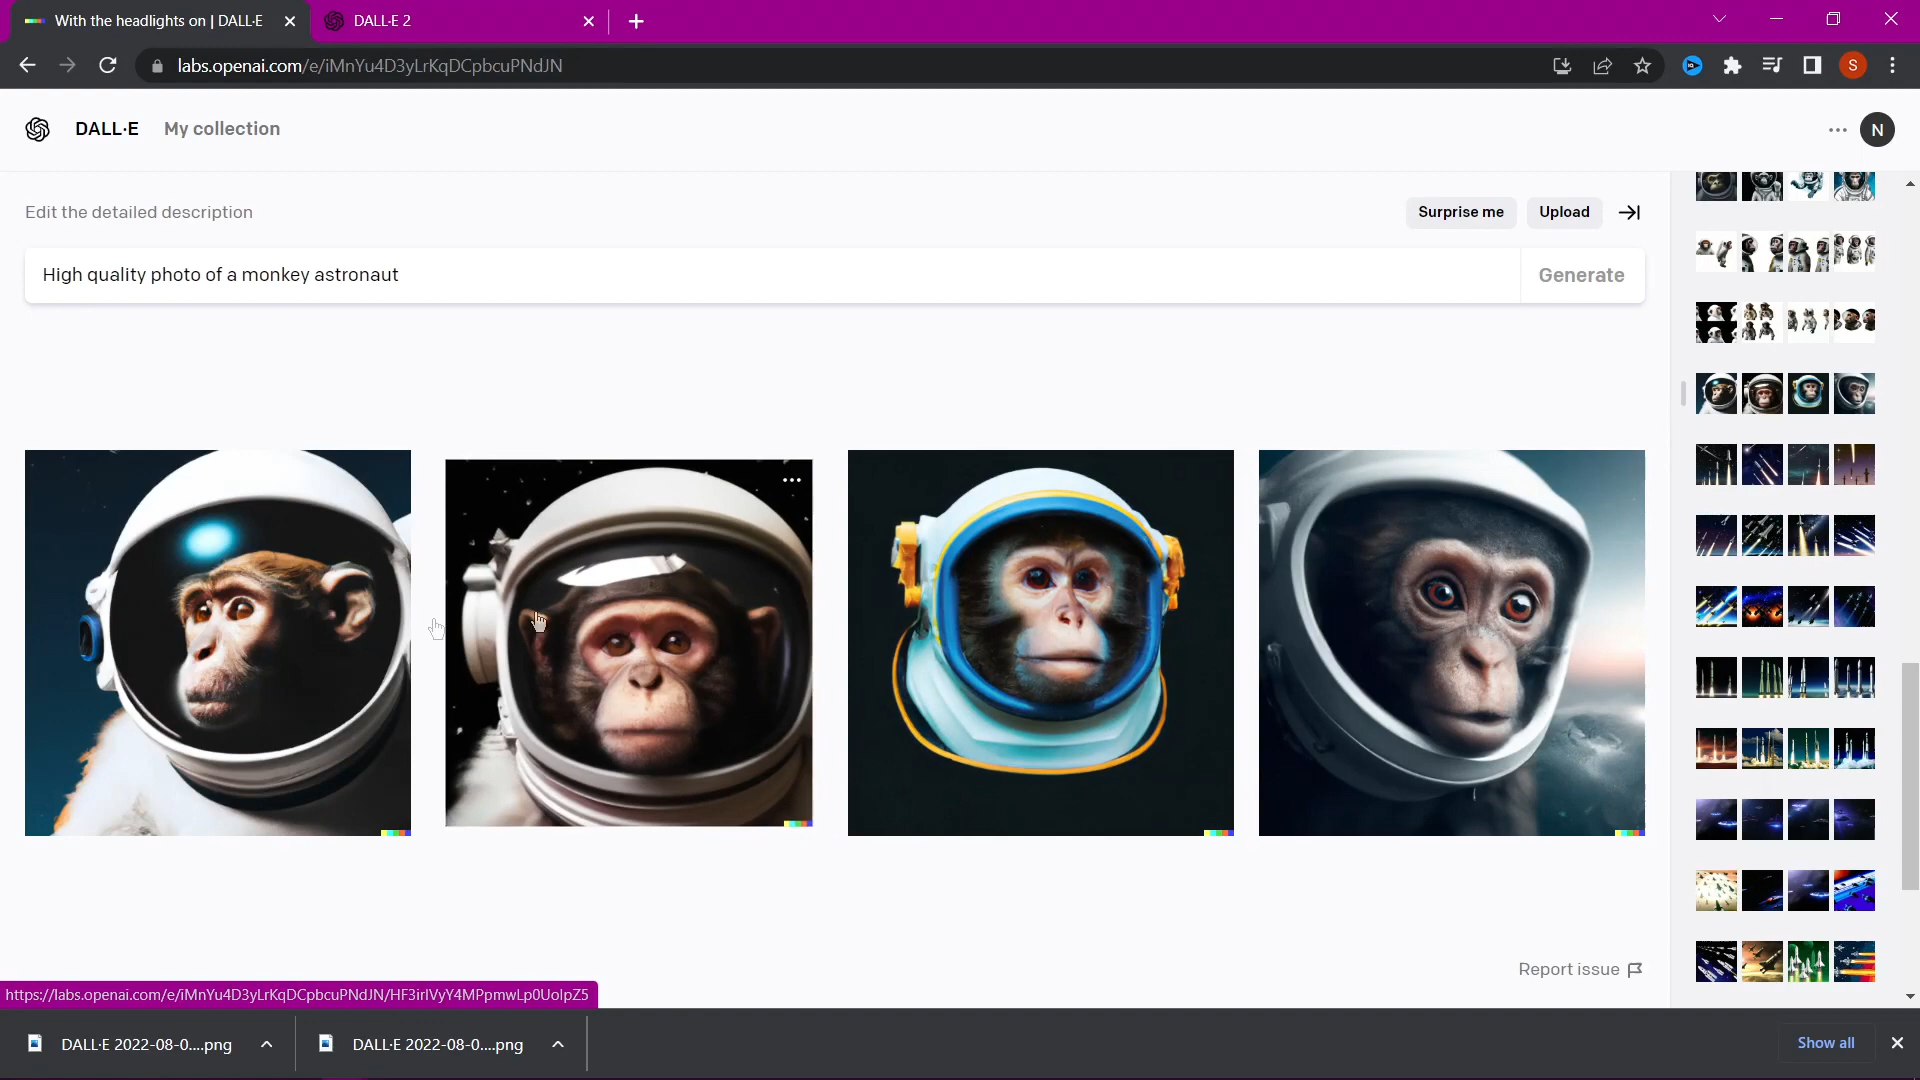 With the headlights on | DALL·E
DALL·E 2
labs.openai.com/e/iMnYu4D3yLrKqDCpbcuPNdJN
S
DALL·E
My collection
N
Edit the detailed description
Surprise me
Upload
High quality photo of a monkey astronaut
Generate
Report issue
https://labs.openai.com/e/iMnYu4D3yLrKqDCpbcuPNdJN/HF3irIVyY4MPpmwLp0UoIpZ5
DALL·E 2022-08-0....png
DALL·E 2022-08-0....png
Show all